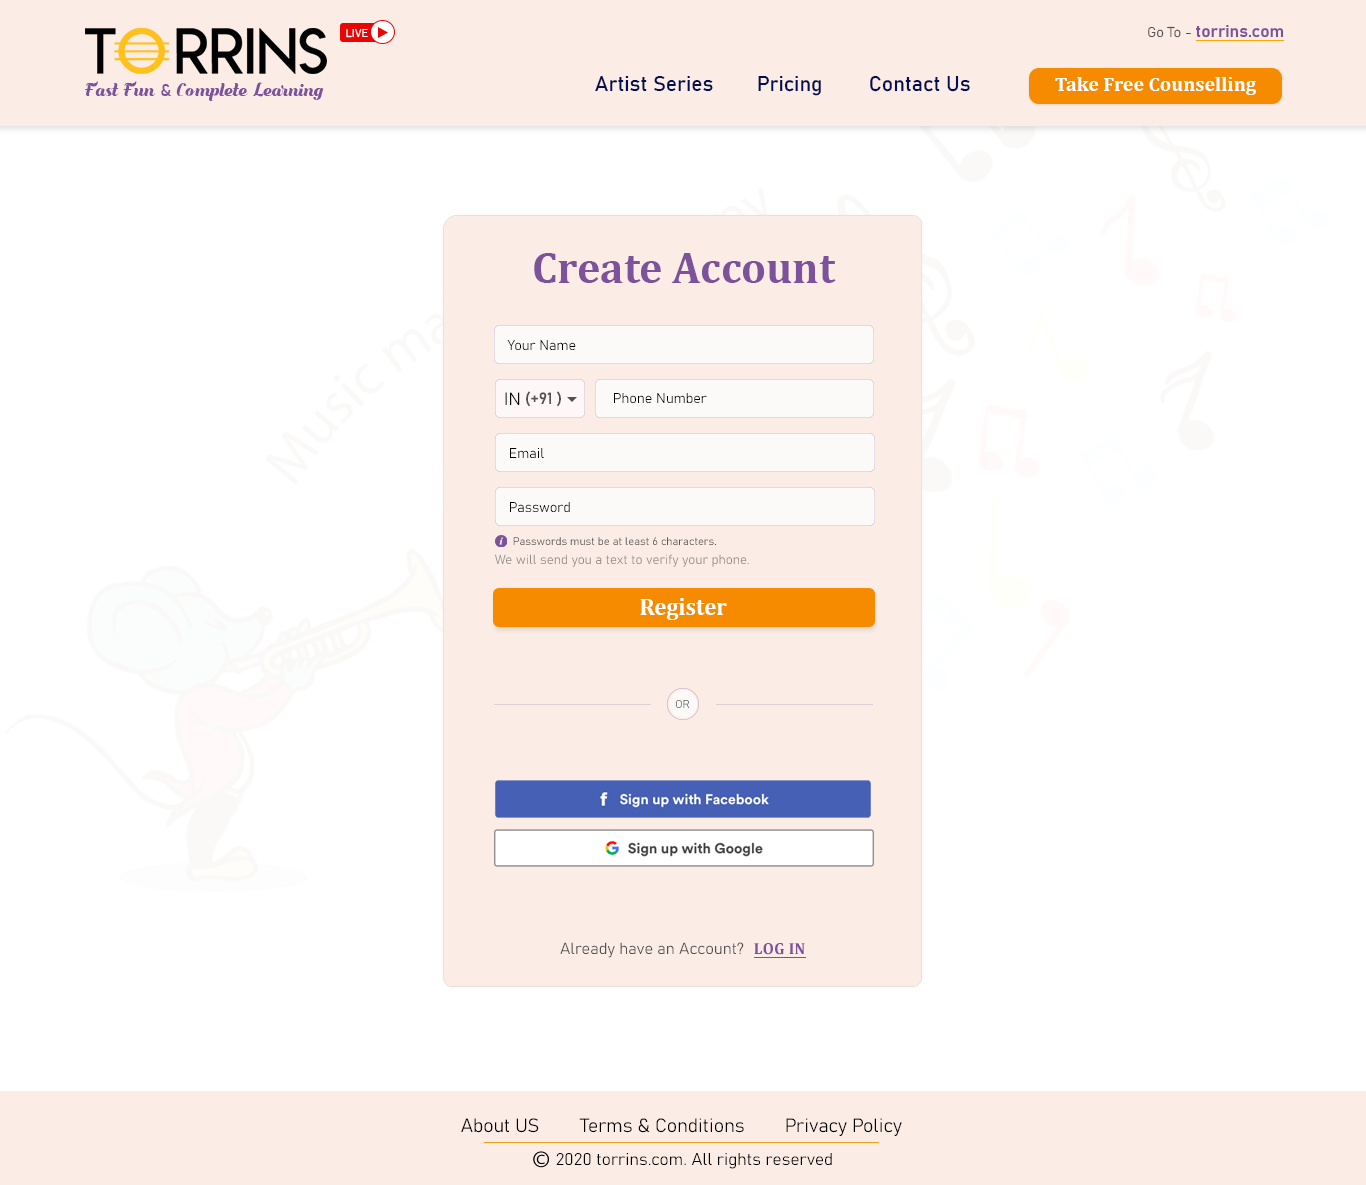 TORRINS LIVE
Fast Fun & Complete Learning
Go To - torrins.com
Artist Series Pricing Contact Us Take Free Counselling
Music
Create Account
Your Name
IN (+91 ) Phone Number
Email
Password
i Passwords must be at least 6 characters.
We will send you a text to verify your phone.
Register
OR
f Sign up with Facebook
G Sign up with Google
Already have an Account? LOG IN
About US Terms & Conditions Privacy Policy
© 2020 torrins.com. All rights reserved